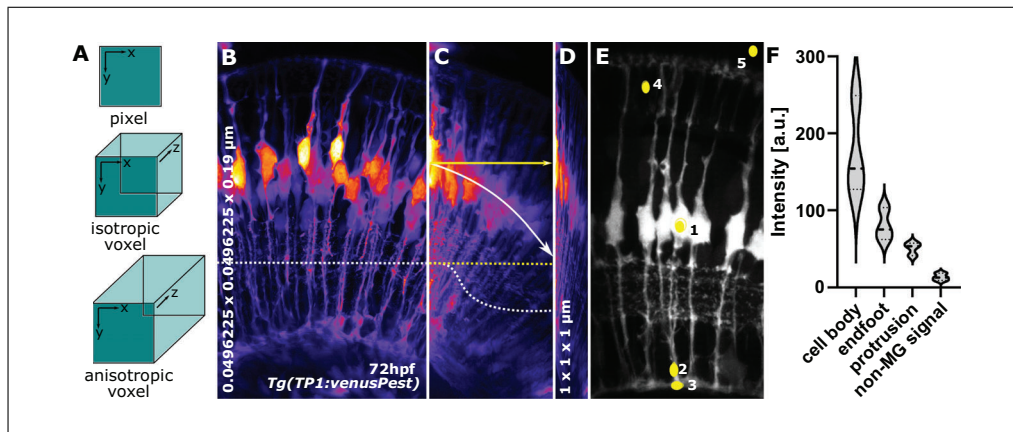 A
x
y
pixel
x
y
z
isotropic
voxel
x
y
z
anisotropic
voxel
B
0.0496225 x 0.0496225 x 0.19 μm
72hpf
Tg(TP1:venusPest)
C
D
1 x 1 x 1 μm
E
5
4
1
2
3
F
Intensity [a.u.]
300
200
100
0
cell body
endfoot
protrusion
non-MG signal